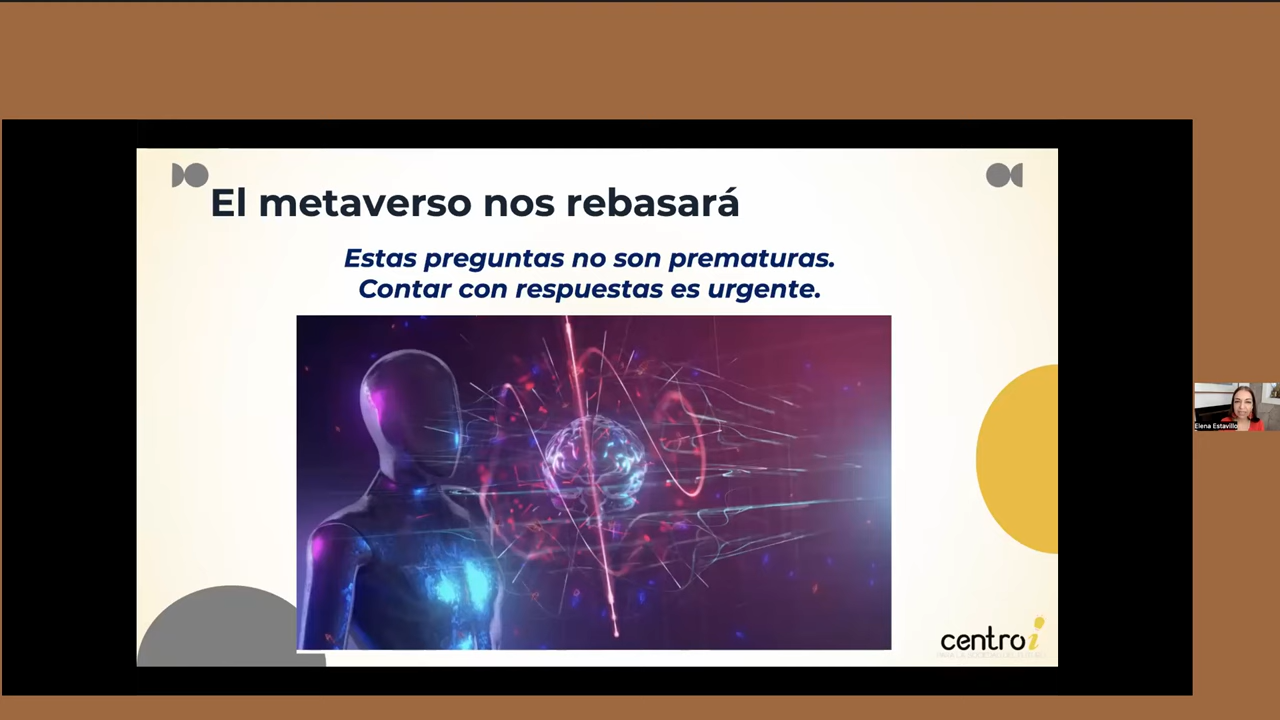 El metaverso nos rebasará
Estas preguntas no son prematuras.
Contar con respuestas es urgente.
centro i
Elena Estavillo